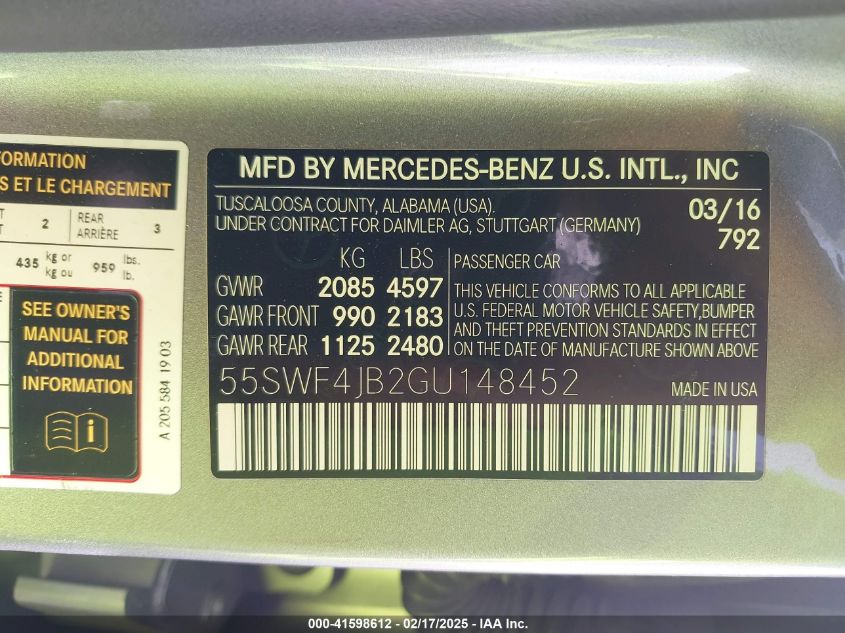 FORMATION
S ET LE CHARGEMENT
T
2
REAR
ARRIÈRE
3
435 kg or
kg ou
959 lbs.
lb.
SEE OWNER'S
MANUAL FOR
ADDITIONAL
INFORMATION
A 205 584 19 03
MFD BY MERCEDES-BENZ U.S. INTL., INC
TUSCALOOSA COUNTY, ALABAMA (USA).
UNDER CONTRACT FOR DAIMLER AG, STUTTGART (GERMANY)
03/16
792
KG LBS
GVWR 2085 4597
GAWR FRONT 990 2183
GAWR REAR 1125 2480
PASSENGER CAR
THIS VEHICLE CONFORMS TO ALL APPLICABLE
U.S. FEDERAL MOTOR VEHICLE SAFETY,BUMPER
AND THEFT PREVENTION STANDARDS IN EFFECT
ON THE DATE OF MANUFACTURE SHOWN ABOVE
55SWF4JB2GU148452
MADE IN USA
000-41598612 - 02/17/2025 - IAA Inc.